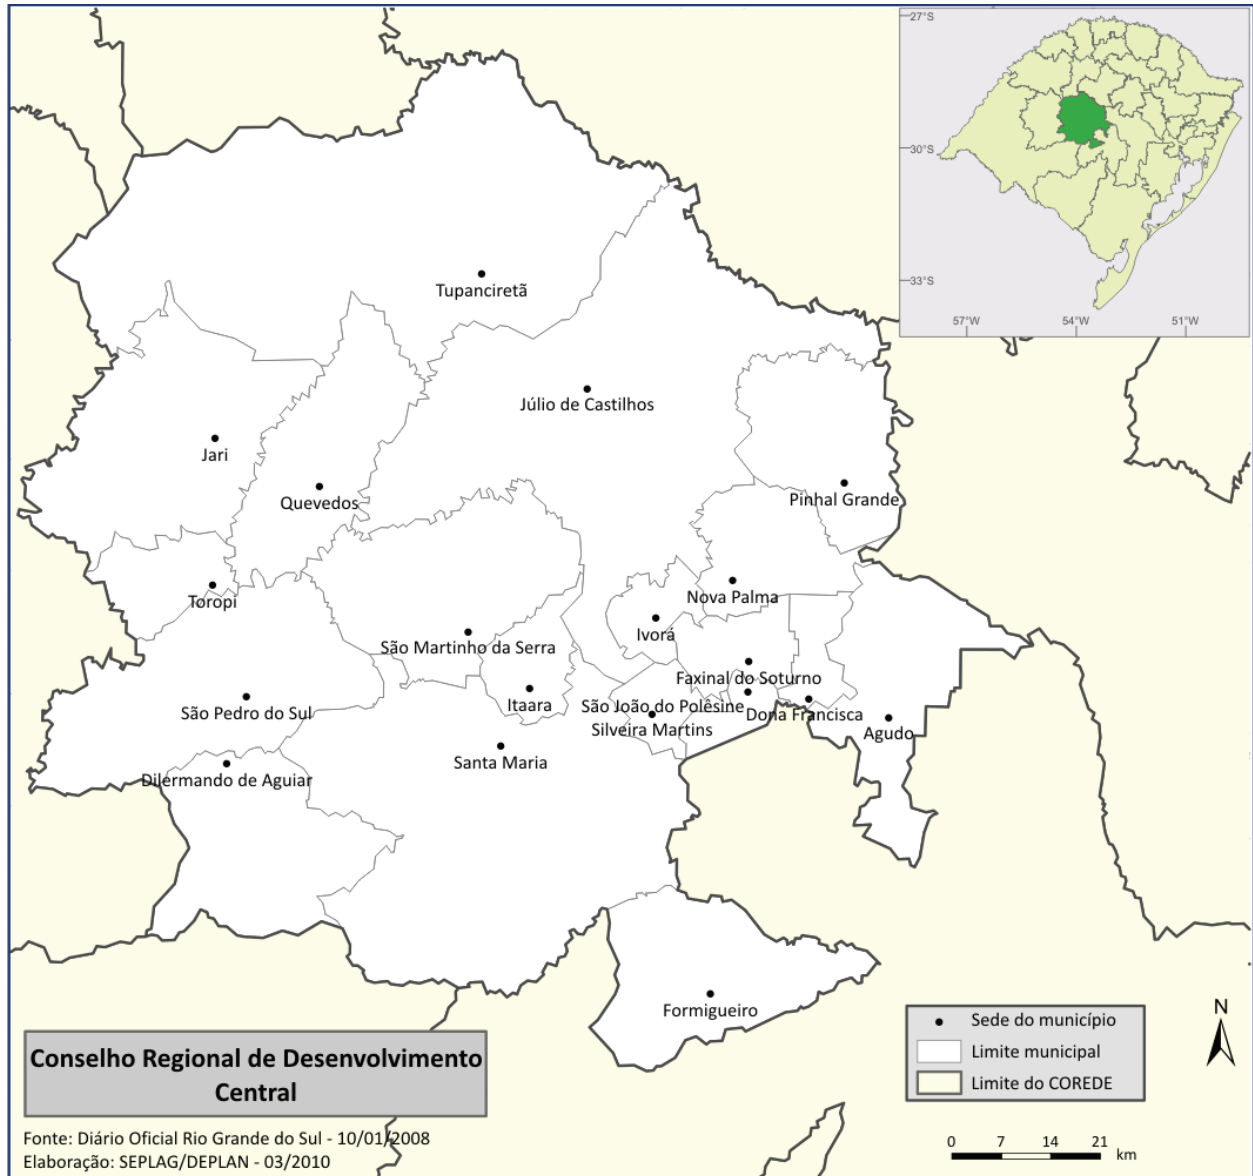 27°S
30°S
33°S
57°W
54°W
51°W
Tupanciretã
Júlio de Castilhos
Jari
Quevedos
Pinhal Grande
Toropi
Nova Palma
Ivorá
São Martinho da Serra
Faxinal do Soturno
Itaara
São João do Polêsine
São Pedro do Sul
Dona Francisca
Silveira Martins
Agudo
Santa Maria
Dilermando de Aguiar
Formigueiro
Conselho Regional de Desenvolvimento
Central
Fonte: Diário Oficial Rio Grande do Sul - 10/01/2008
Elaboração: SEPLAG/DEPLAN - 03/2010
Sede do município
Limite municipal
Limite do COREDE
N
0 7 14 21
km